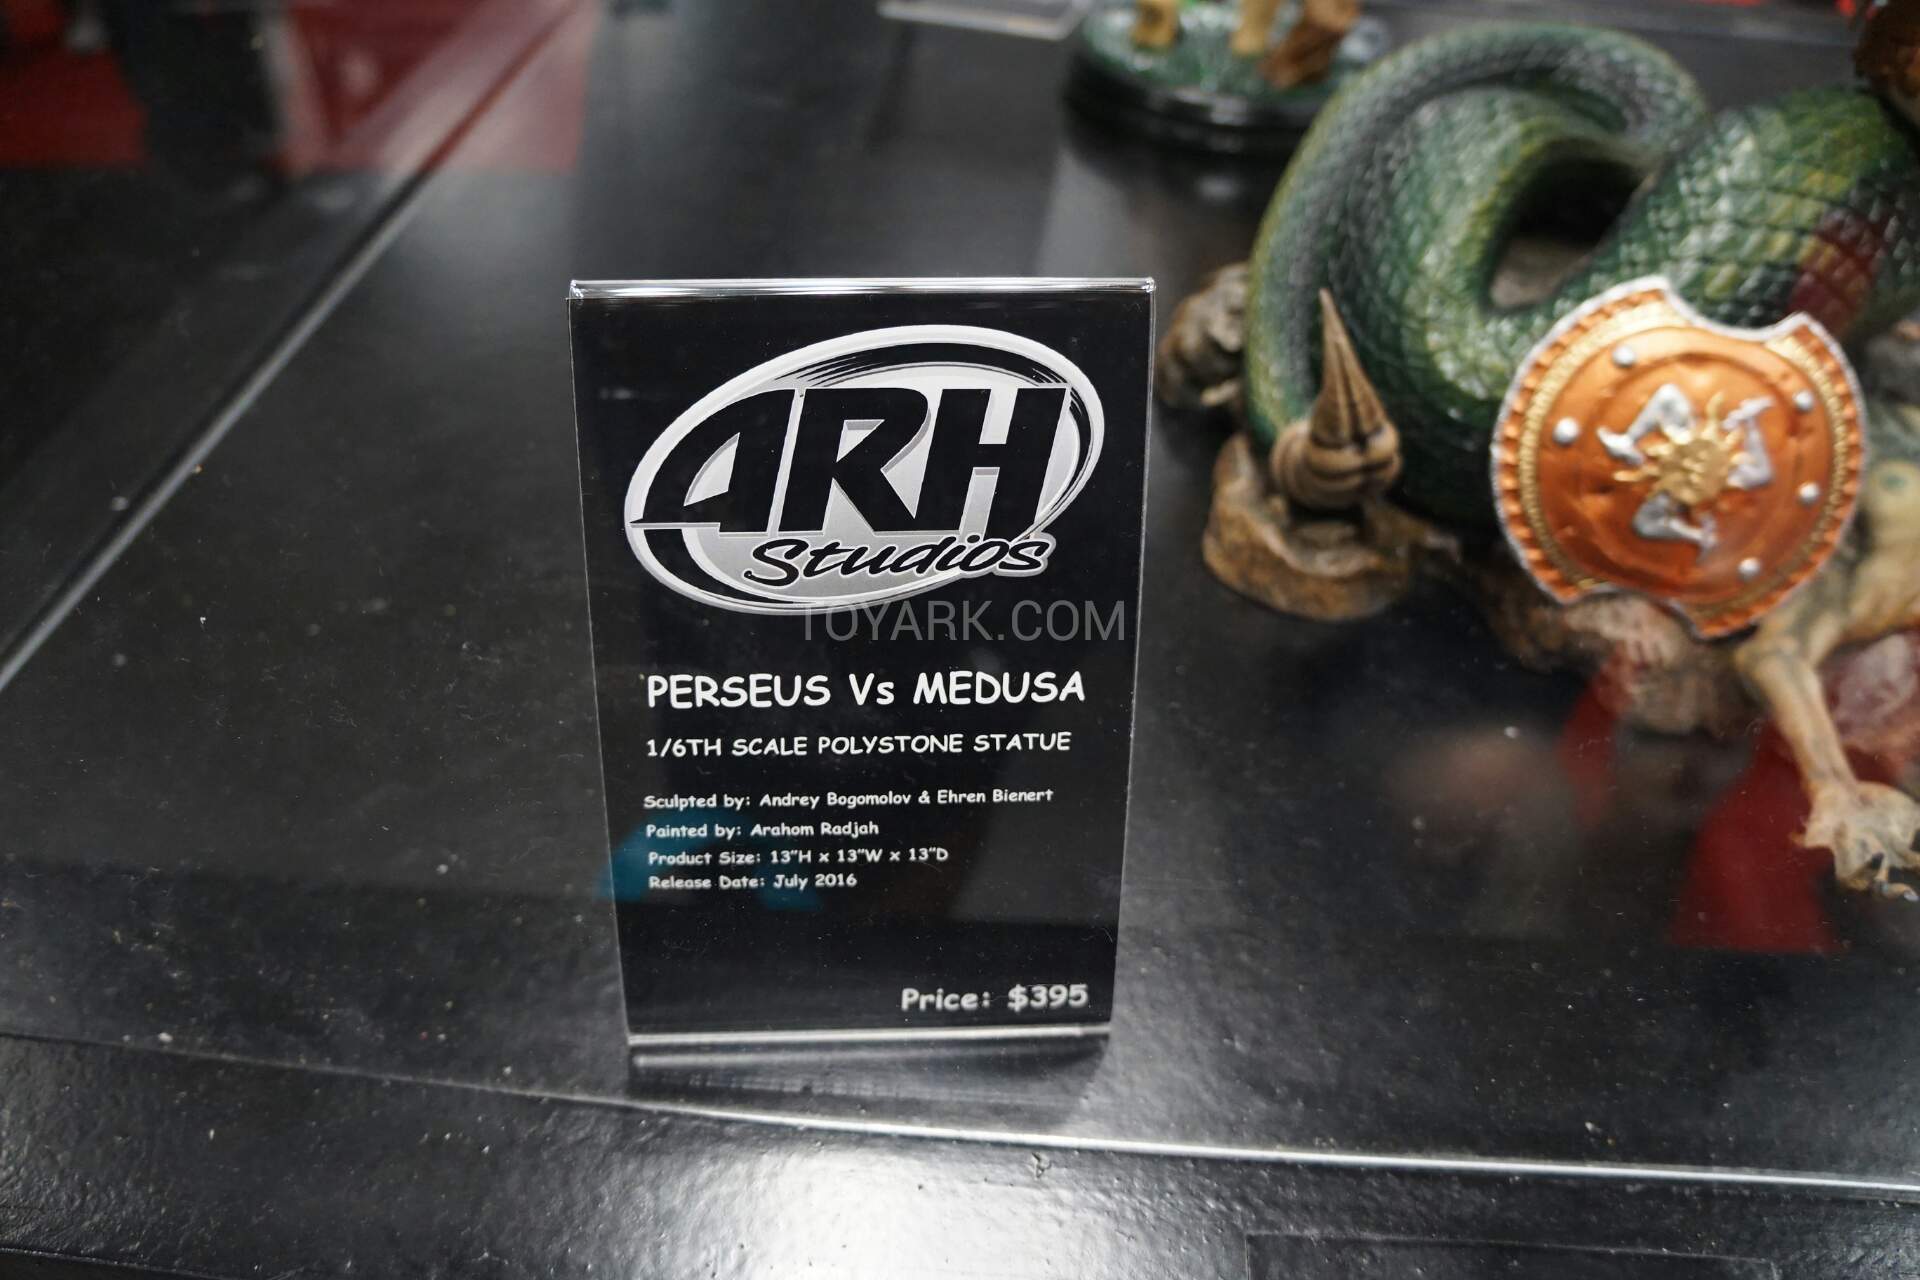 ARH
Studios
TOYARK.COM
PERSEUS Vs MEDUSA
1/6TH SCALE POLYSTONE STATUE
Sculpted by: Andrey Bogomolov & Ehren Bienert
Painted by: Arahom Radjah
Product Size: 13"H x 13"W x 13"D
Release Date: July 2016
Price: $395